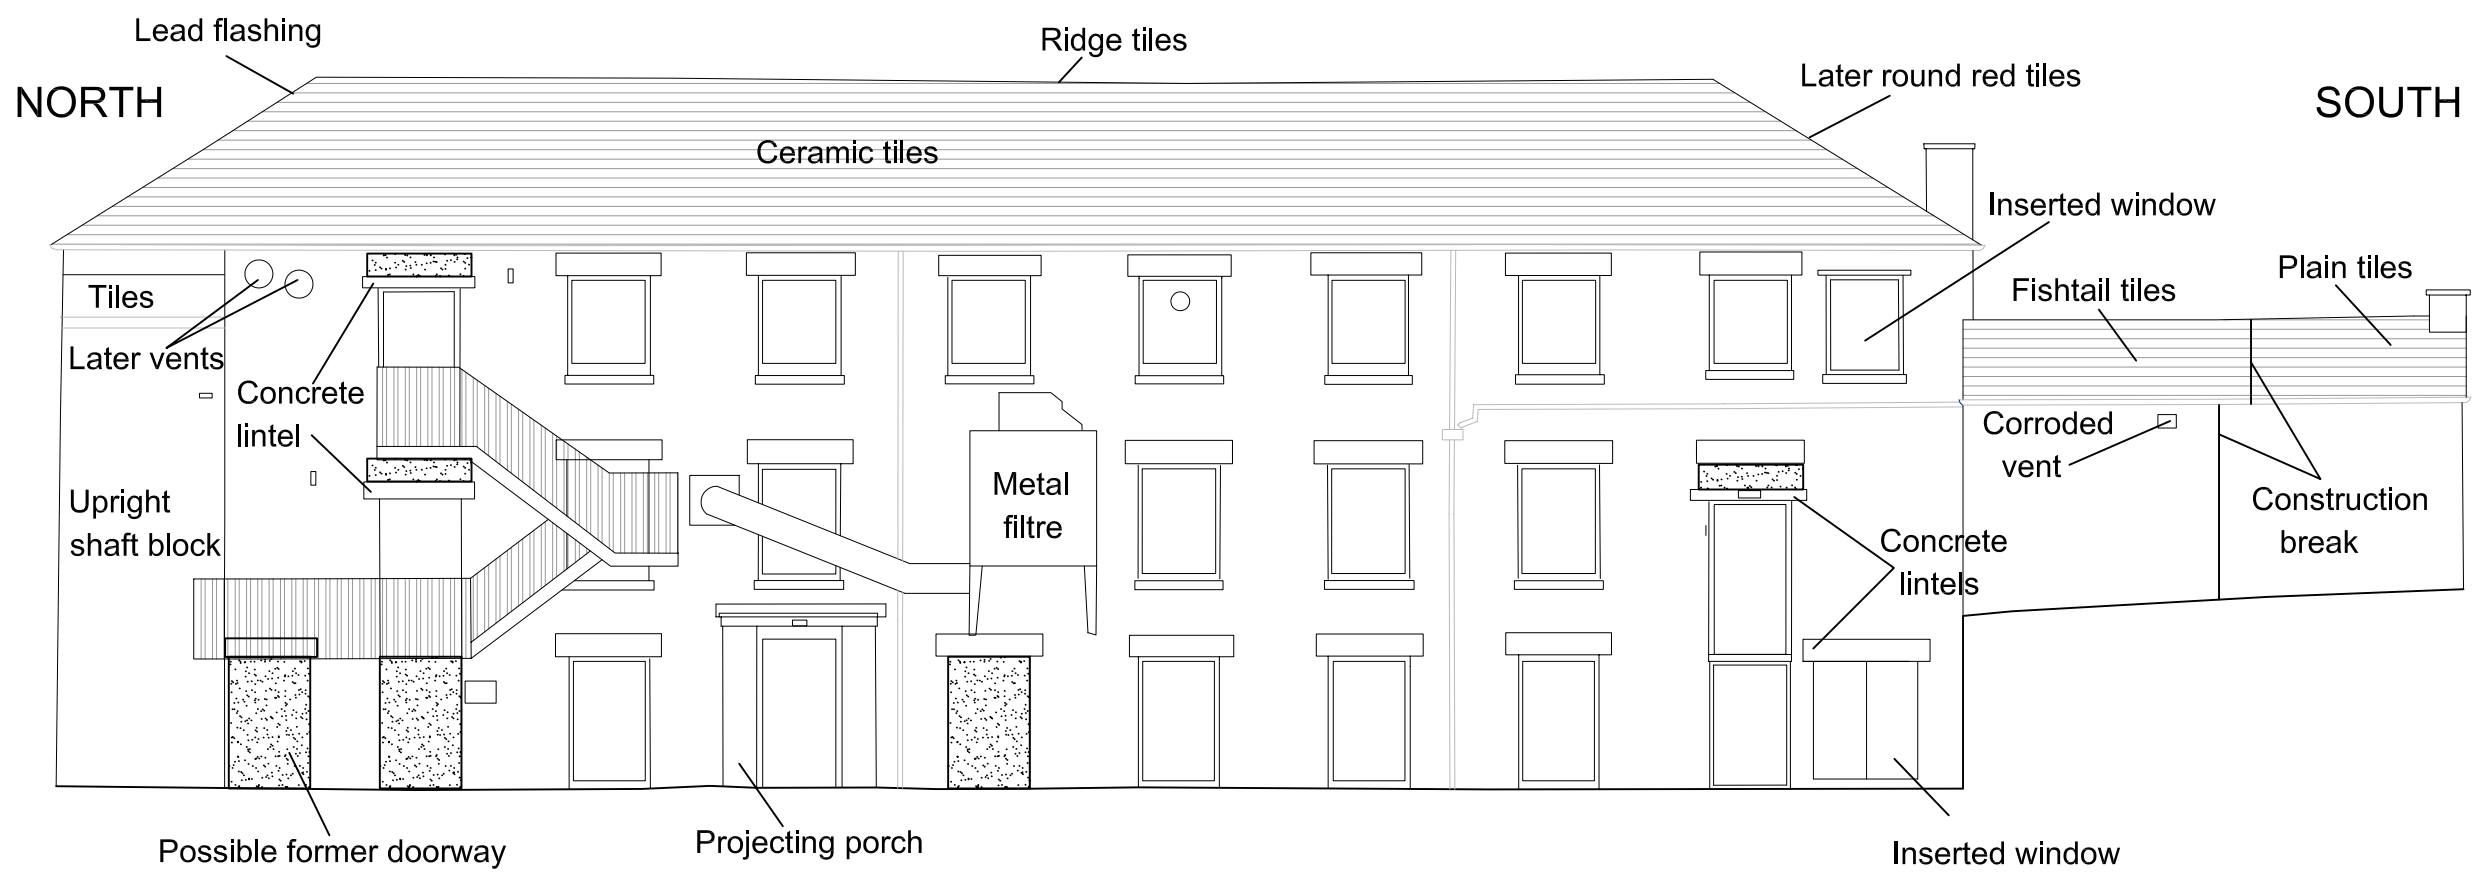 Lead flashing
Ridge tiles
Later round red tiles
NORTH
SOUTH
Ceramic tiles
Inserted window
Plain tiles
Fishtail tiles
Tiles
Later vents
Concrete
lintel
Corroded
vent
Metal
filtre
Upright
shaft block
Construction
break
Concrete
lintels
Possible former doorway
Projecting porch
Inserted window